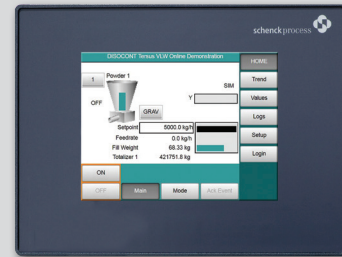 schenck process
DISOCONT Tersus VLW Online Demonstration
HOME
1
Powder 1
SIM
Trend
OFF
Y
Values
GRAV
Logs
Setpoint 5000.0 kg/h
Feedrate 0.0 kg/h
Setup
Fill Weight 68.33 kg
Totalizer 1 421751.8 kg
Login
ON
OFF
Main
Mode
Ack Event